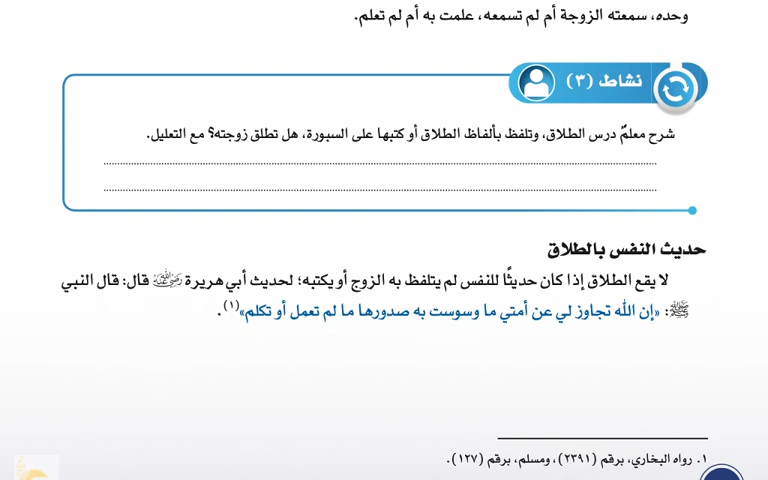 وحده، سمعته الزوجة أم لم تسمعه، علمت به أم لم تعلم.
نشاط (٣)
شرح معلمٌ درس الطلاق، وتلفظ بألفاظ الطلاق أو كتبها على السبورة، هل تطلق زوجته؟ مع التعليل.
حديث النفس بالطلاق
لا يقع الطلاق إذا كان حديثًا للنفس لم يتلفظ به الزوج أو يكتبه؛ لحديث أبي هريرة رضي الله عنه قال: قال النبي
ﷺ: «إن الله تجاوز لي عن أمتي ما وسوست به صدورها ما لم تعمل أو تكلم»(١).
١. رواه البخاري، برقم (٢٣٩١)، ومسلم، برقم (١٢٧).